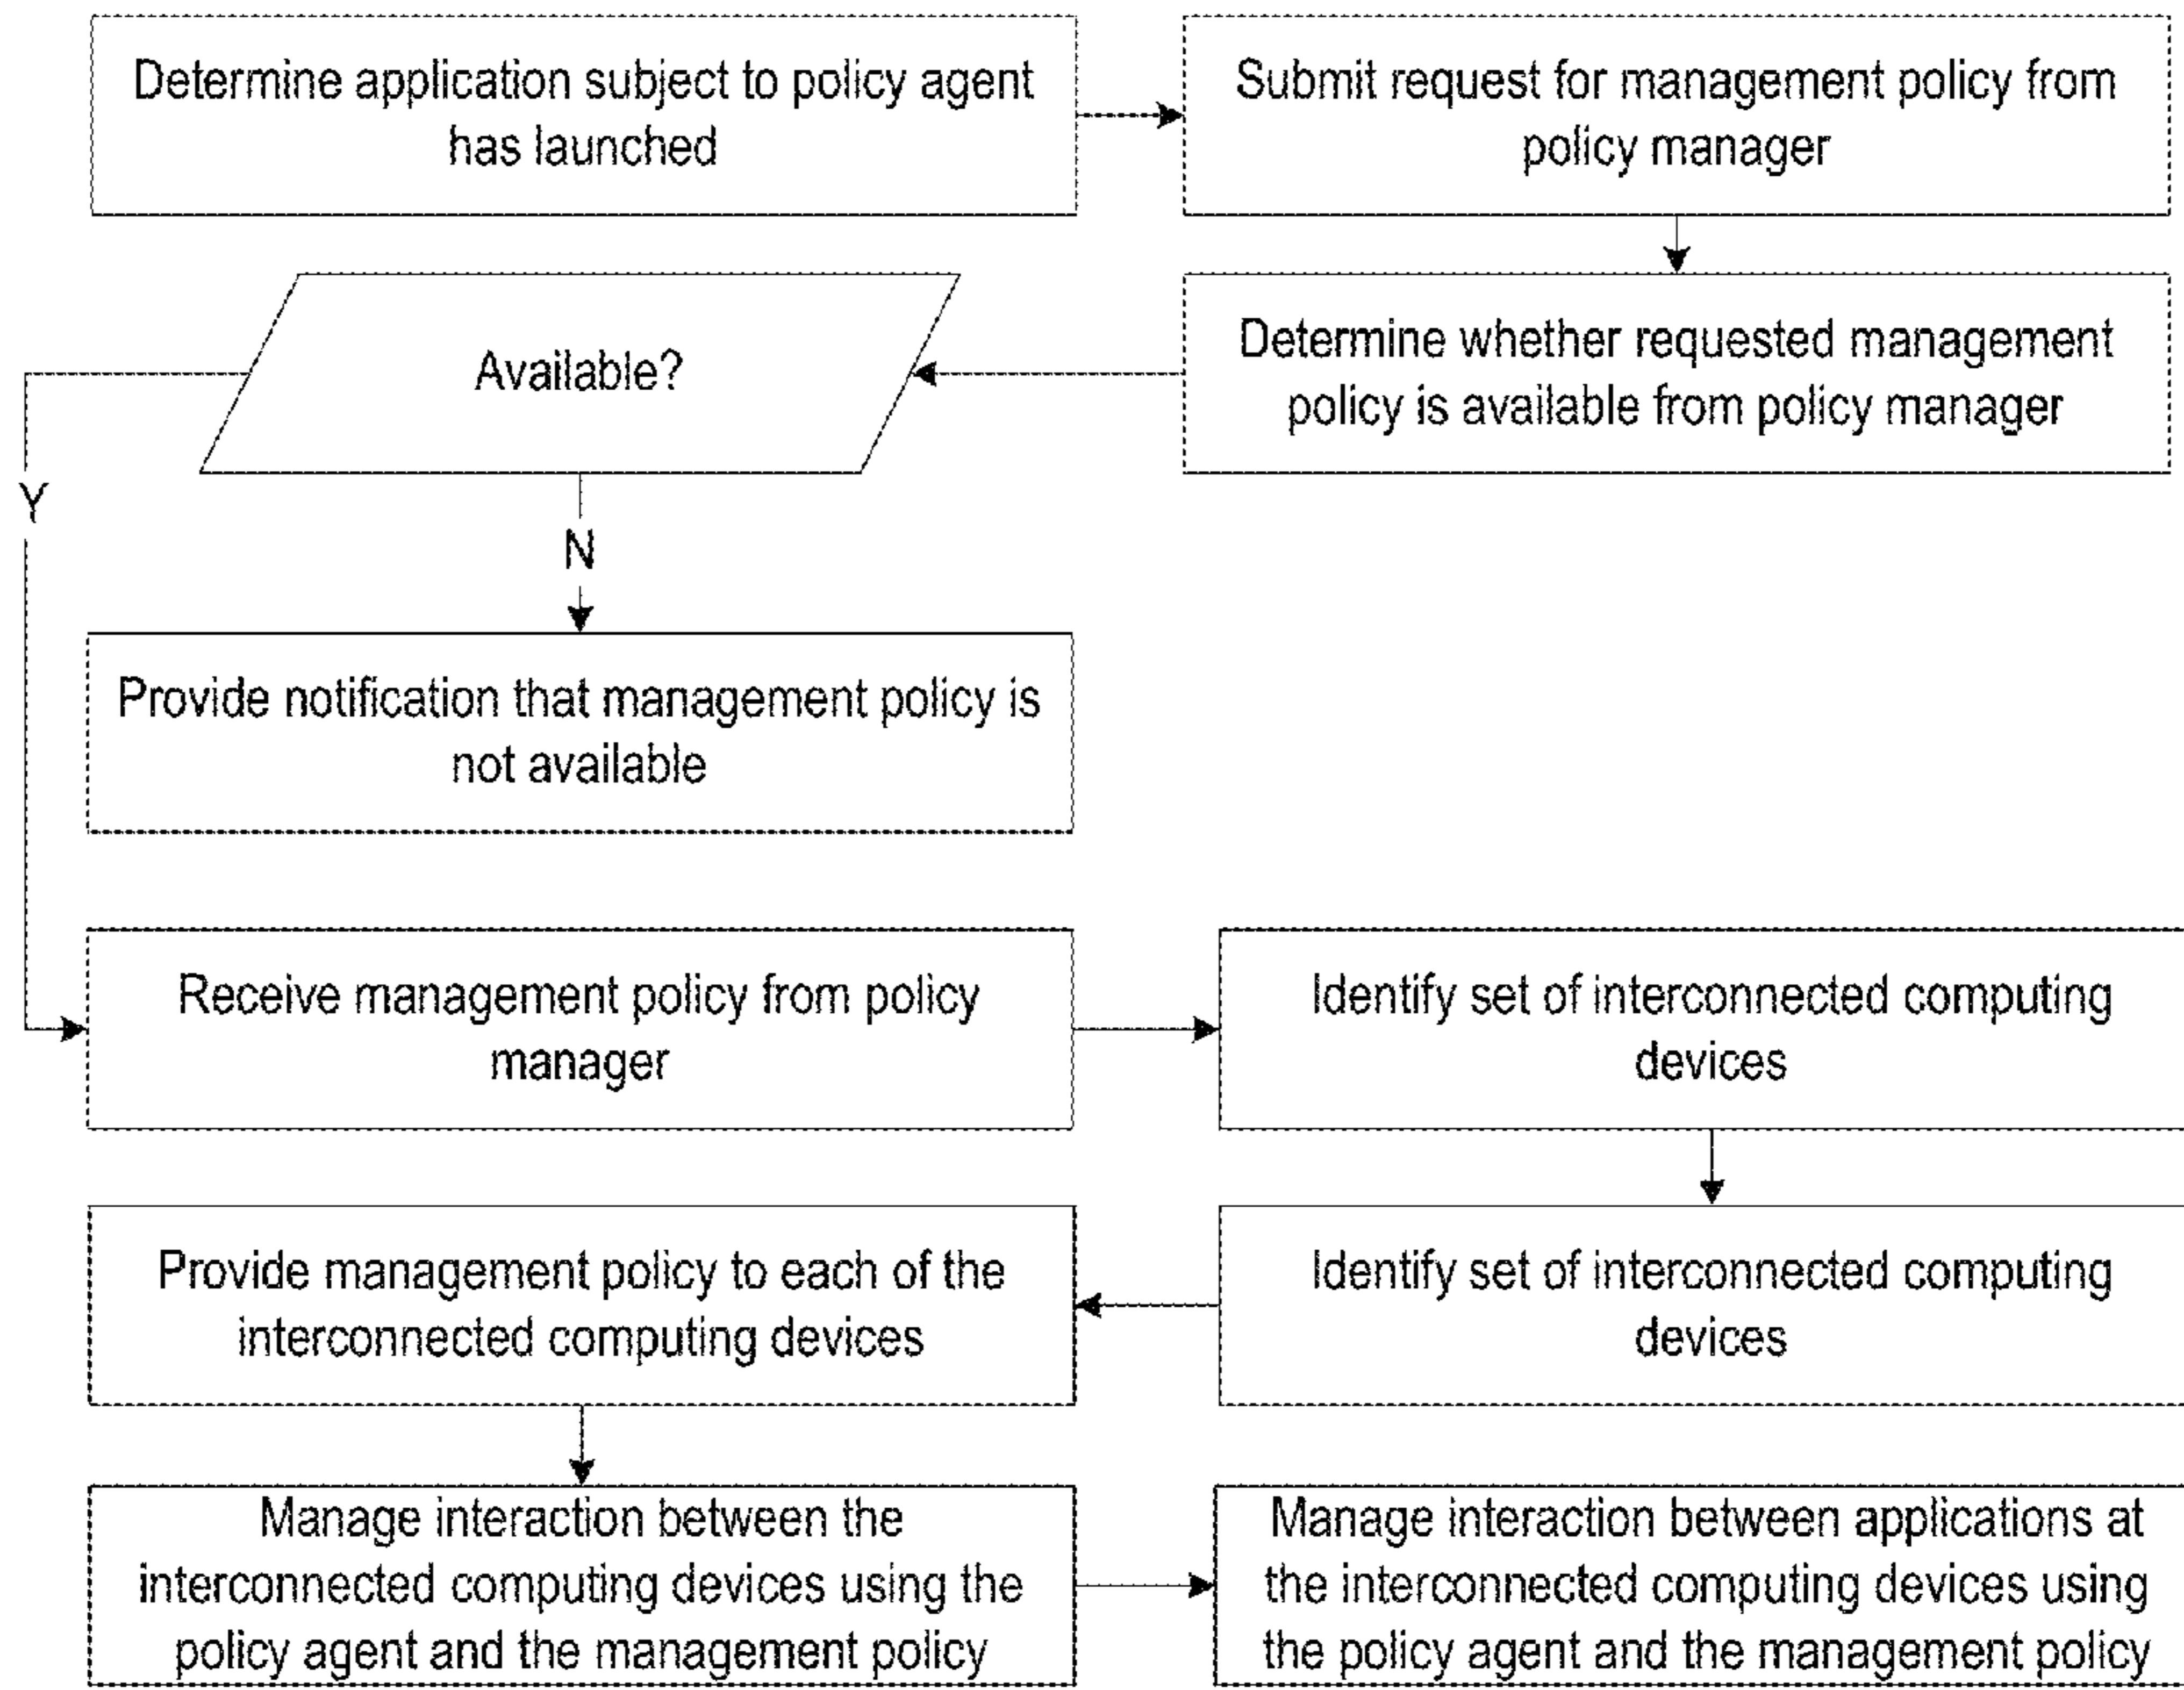 Determine application subject to policy agent
has launched
Submit request for management policy from
policy manager
Determine whether requested management
policy is available from policy manager
Available?
Y
N
Provide notification that management policy is
not available
Receive management policy from policy
manager
Identify set of interconnected computing
devices
Identify set of interconnected computing
devices
Provide management policy to each of the
interconnected computing devices
Manage interaction between the
interconnected computing devices using the
policy agent and the management policy
Manage interaction between applications at
the interconnected computing devices using
the policy agent and the management policy